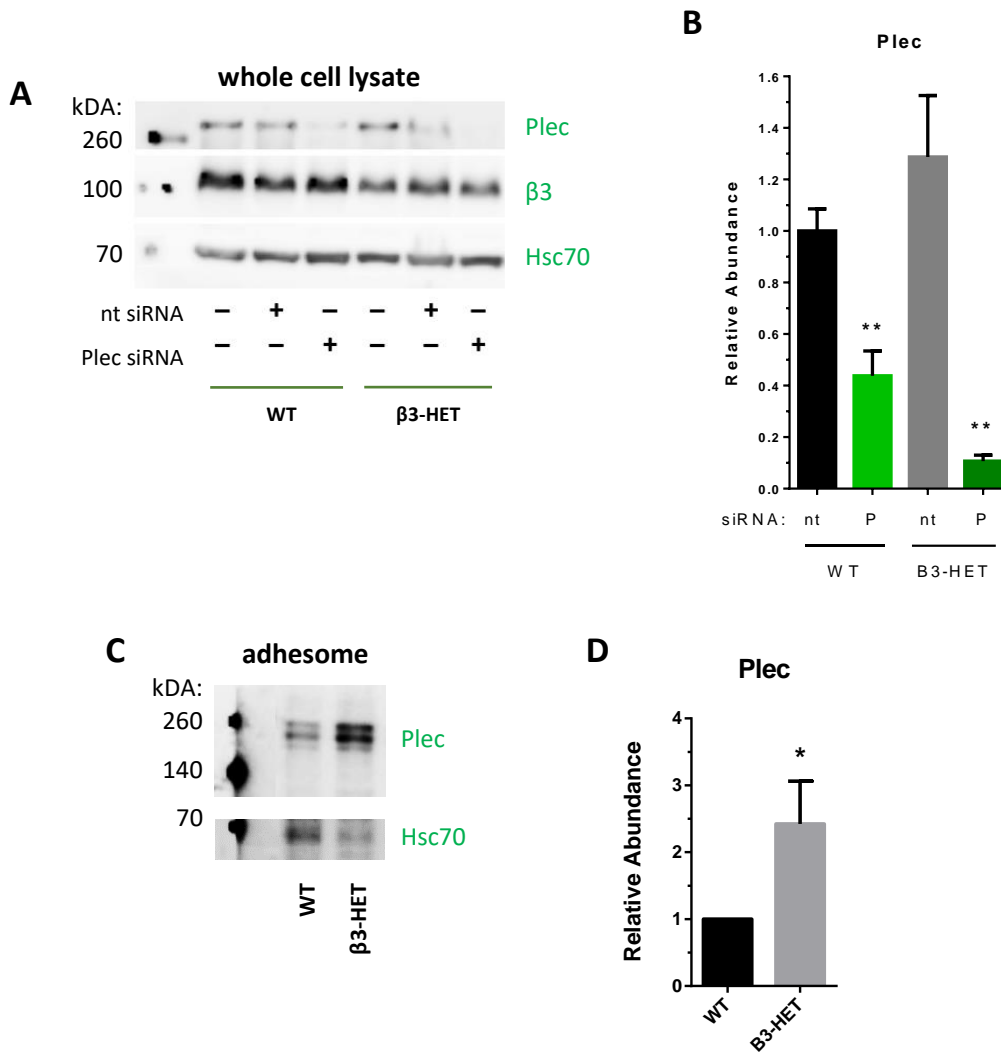 A
whole cell lysate
kDA:
260
Plec
100
β3
70
Hsc70
nt siRNA – + – – + –
Plec siRNA – – + – – +
WT β3-HET
B
Plec
Relative Abundance
1.6
1.4
1.2
1.0
0.8
0.6
0.4
0.2
0.0
**
**
siRNA: nt P nt P
WT B3-HET
C
adhesome
kDA:
260
Plec
140
70
Hsc70
WT
β3-HET
D
Plec
Relative Abundance
4
3
2
1
0
*
WT
B3-HET